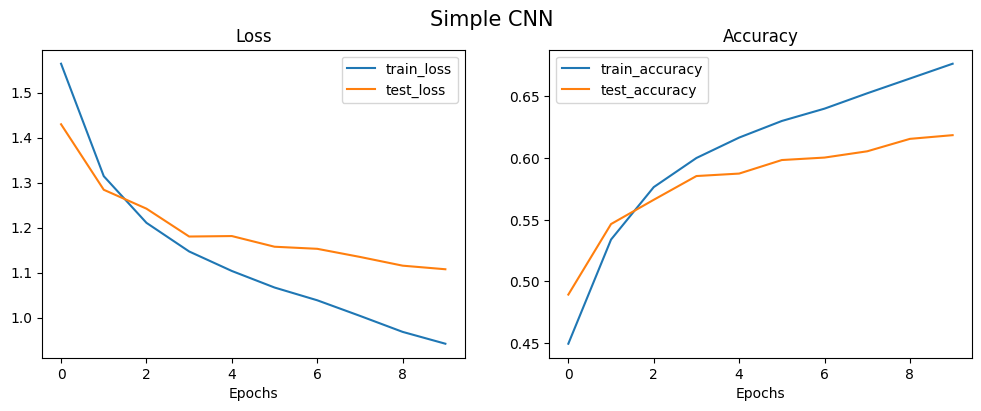 Simple CNN
Loss
train_loss
test_loss
1.5
1.4
1.3
1.2
1.1
1.0
0 2 4 6 8
Epochs
Accuracy
train_accuracy
test_accuracy
0.65
0.60
0.55
0.50
0.45
0 2 4 6 8
Epochs